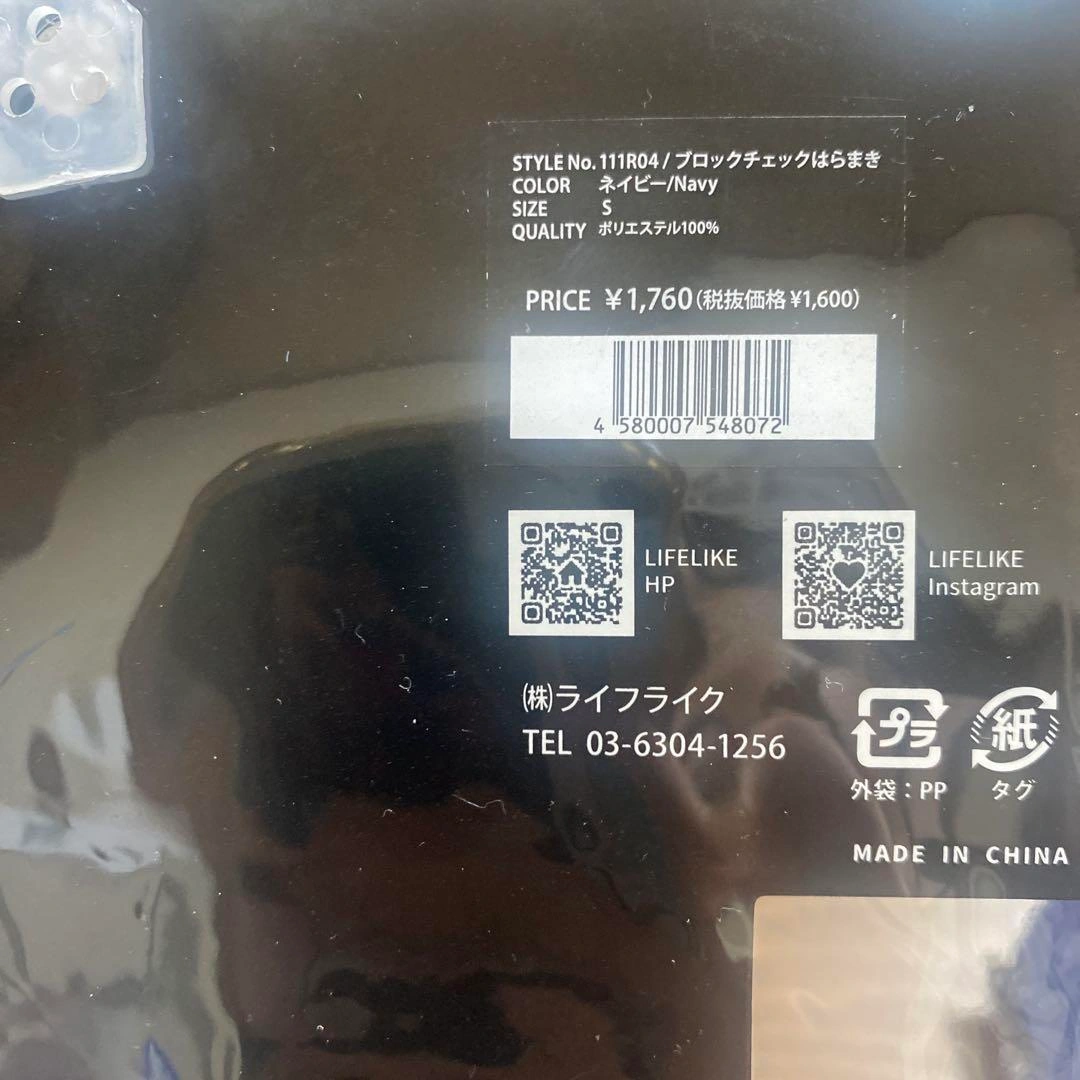 STYLE No. 111R04 / ブロックチェックはらまき
COLOR ネイビー/Navy
SIZE S
QUALITY ポリエステル100%
PRICE ¥1,760(税抜価格 ¥1,600)
4 580007 548072
LIFELIKE
HP
LIFELIKE
Instagram
㈱ライフライク
TEL 03-6304-1256
プラ
紙
外袋:PP
タグ
MADE IN CHINA